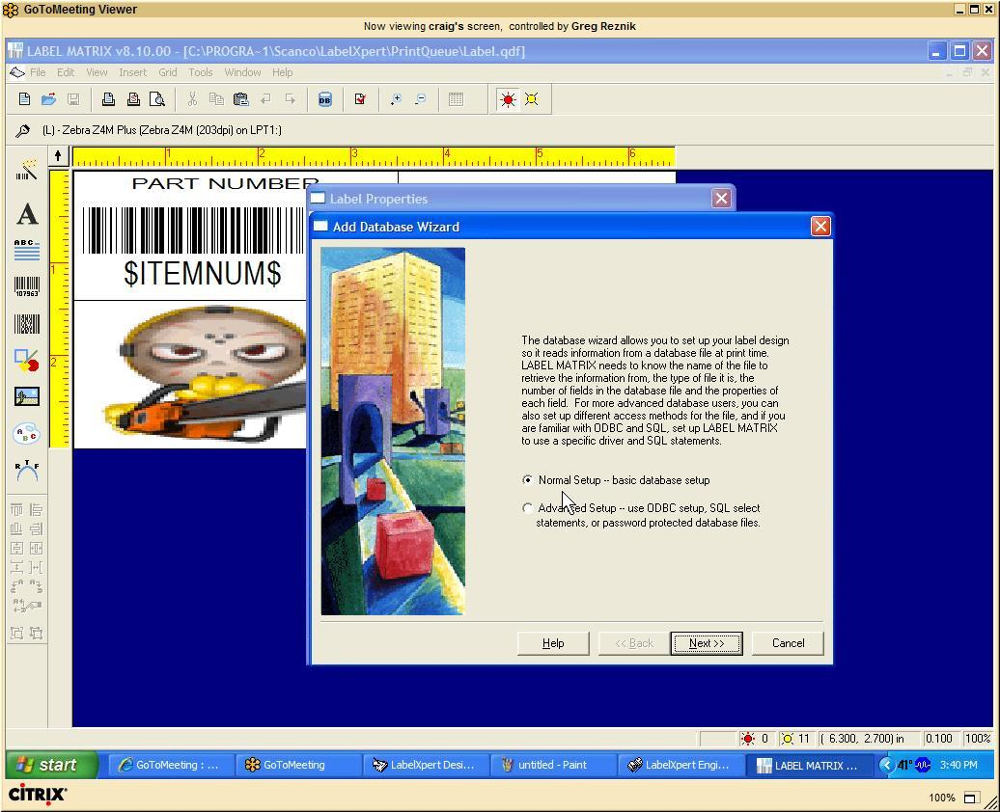 GoToMeeting Viewer
Now viewing craig's screen, controlled by Greg Reznik
LABEL MATRIX v8.10.00 - [C:\PROGRA~1\Scanco\LabelXpert\PrintQueue\Label.qdf]
File Edit View Insert Grid Tools Window Help
DB
(L) - Zebra Z4M Plus (Zebra Z4M (203dpi) on LPT1:)
1 2 3 4 5 6
PART NUMBER
$ITEMNUM$
1
2
A
ABC
107963
A B C
R T F
Label Properties
Add Database Wizard
The database wizard allows you to set up your label design
so it reads information from a database file at print time.
LABEL MATRIX needs to know the name of the file to
retrieve the information from, the type of file it is, the
number of fields in the database file and the properties of
each field. For more advanced database users, you can
also set up different access methods for the file, and if you
are familiar with ODBC and SQL, set up LABEL MATRIX
to use a specific driver and SQL statements.
Normal Setup -- basic database setup
Advanced Setup -- use ODBC setup, SQL select
statements, or password protected database files.
Help << Back Next >> Cancel
0 11 ( 6.300, 2.700) in 0.100 100%
start GoToMeeting : ... GoToMeeting LabelXpert Desi... untitled - Paint LabelXpert Engi... LABEL MATRIX ... 41° 3:40 PM
CITRIX 100%